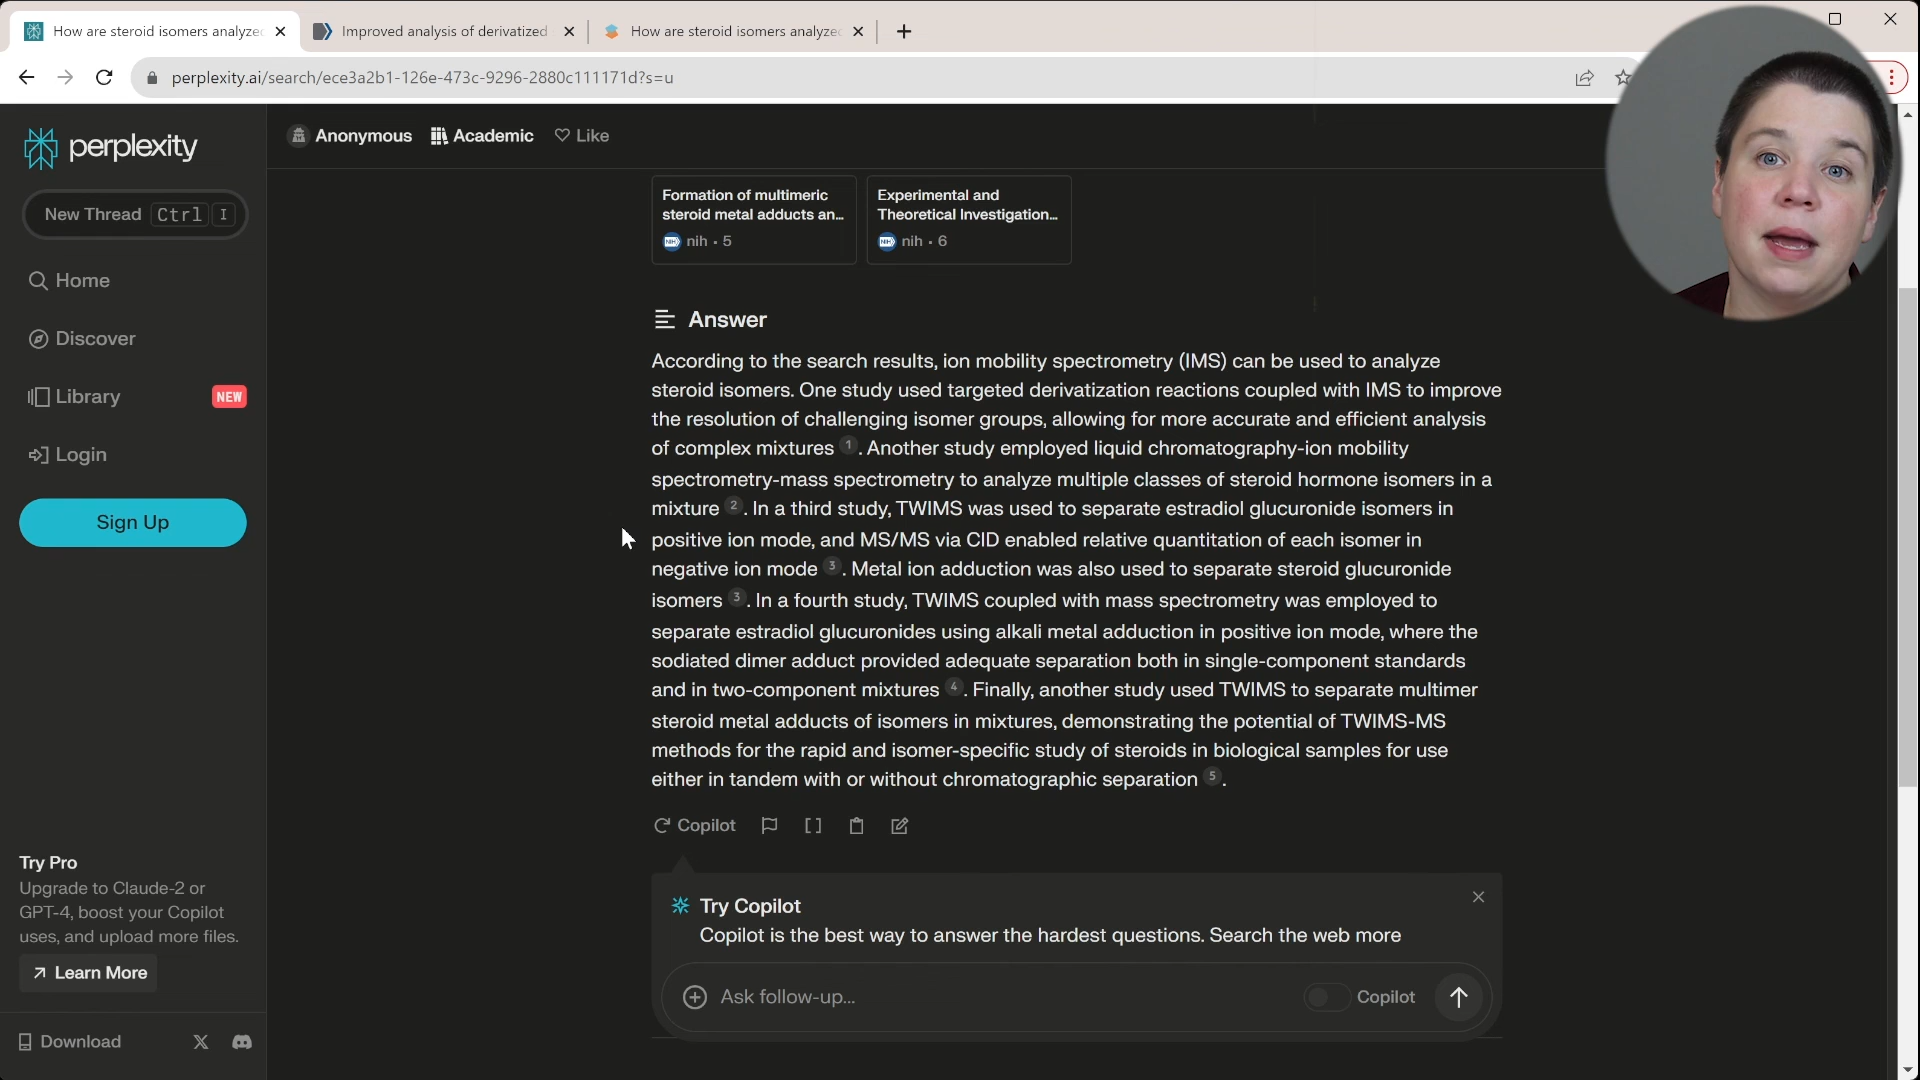 How are steroid isomers analyze
Improved analysis of derivatized
How are steroid isomers analyze
perplexity.ai/search/ece3a2b1-126e-473c-9296-2880c111171d?s=u
perplexity
Anonymous
Academic
Like
New Thread
Ctrl
I
Home
Discover
Library
NEW
Login
Sign Up
Try Pro
Upgrade to Claude-2 or
GPT-4, boost your Copilot
uses, and upload more files.
Learn More
Download
Formation of multimeric
steroid metal adducts an...
NIH
nih • 5
Experimental and
Theoretical Investigation...
NIH
nih • 6
Answer
According to the search results, ion mobility spectrometry (IMS) can be used to analyze
steroid isomers. One study used targeted derivatization reactions coupled with IMS to improve
the resolution of challenging isomer groups, allowing for more accurate and efficient analysis
of complex mixtures 1. Another study employed liquid chromatography-ion mobility
spectrometry-mass spectrometry to analyze multiple classes of steroid hormone isomers in a
mixture 2. In a third study, TWIMS was used to separate estradiol glucuronide isomers in
positive ion mode, and MS/MS via CID enabled relative quantitation of each isomer in
negative ion mode 3. Metal ion adduction was also used to separate steroid glucuronide
isomers 3. In a fourth study, TWIMS coupled with mass spectrometry was employed to
separate estradiol glucuronides using alkali metal adduction in positive ion mode, where the
sodiated dimer adduct provided adequate separation both in single-component standards
and in two-component mixtures 4. Finally, another study used TWIMS to separate multimer
steroid metal adducts of isomers in mixtures, demonstrating the potential of TWIMS-MS
methods for the rapid and isomer-specific study of steroids in biological samples for use
either in tandem with or without chromatographic separation 5.
Copilot
Try Copilot
Copilot is the best way to answer the hardest questions. Search the web more
Ask follow-up...
Copilot